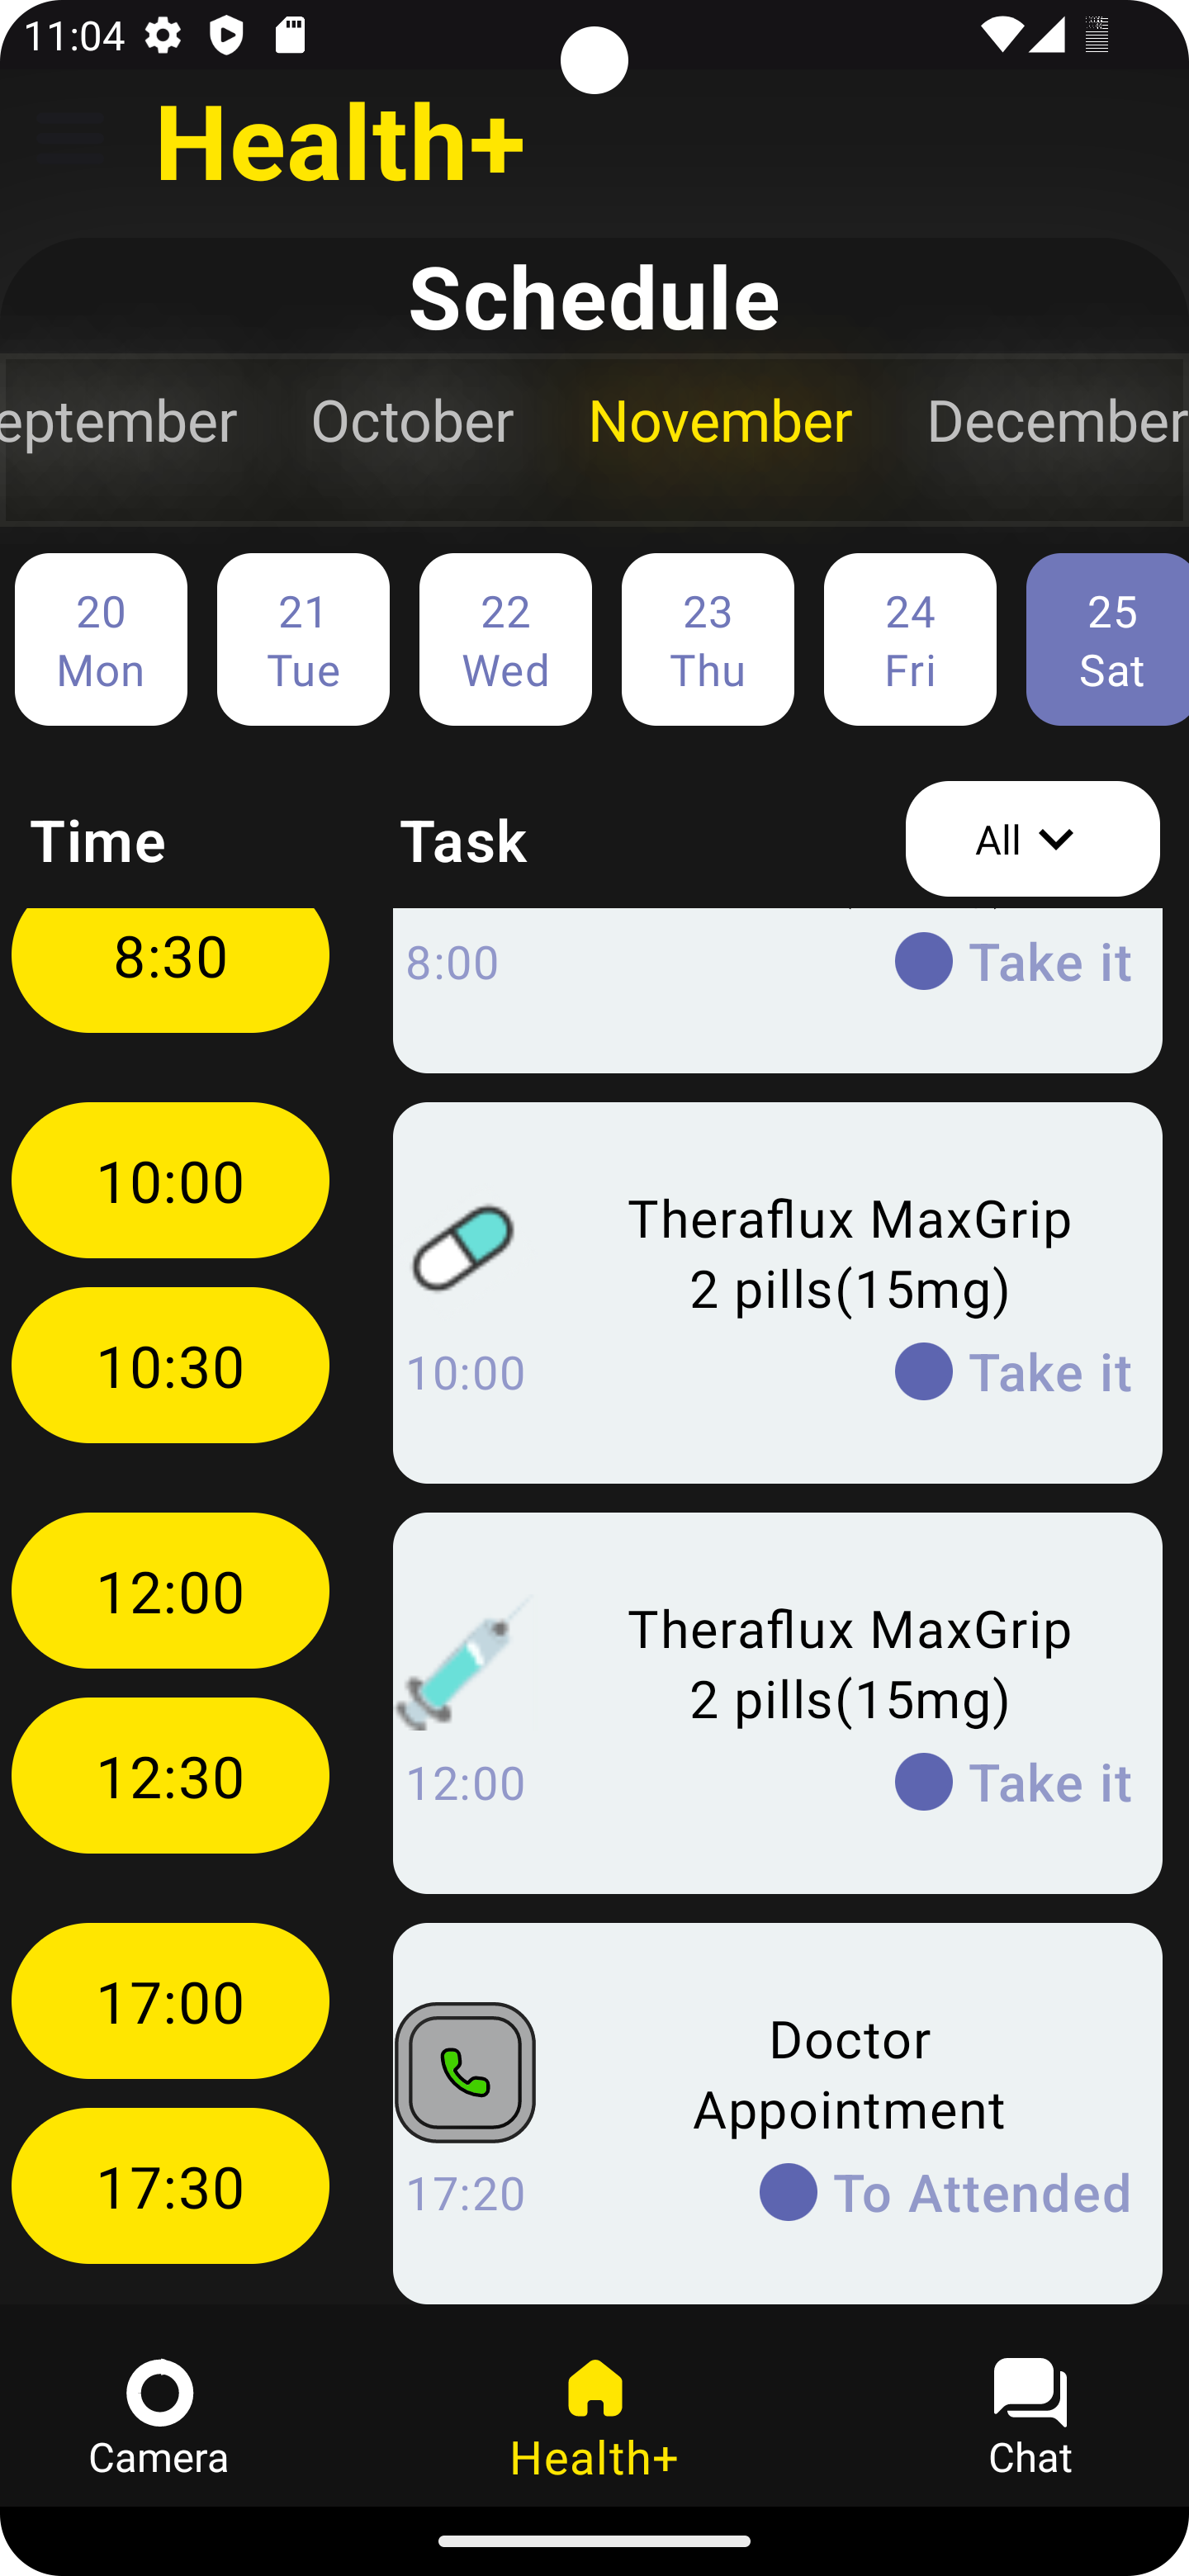 11:04
Health+
Schedule
eptember October November December
20 21 22 23 24 25
Mon Tue Wed Thu Fri Sat
Time Task All
8:30
8:00 Take it
10:00
Theraflux MaxGrip
2 pills(15mg)
10:30
10:00 Take it
12:00
Theraflux MaxGrip
2 pills(15mg)
12:30
12:00 Take it
17:00
Doctor
Appointment
17:30
17:20 To Attended
Camera Health+ Chat